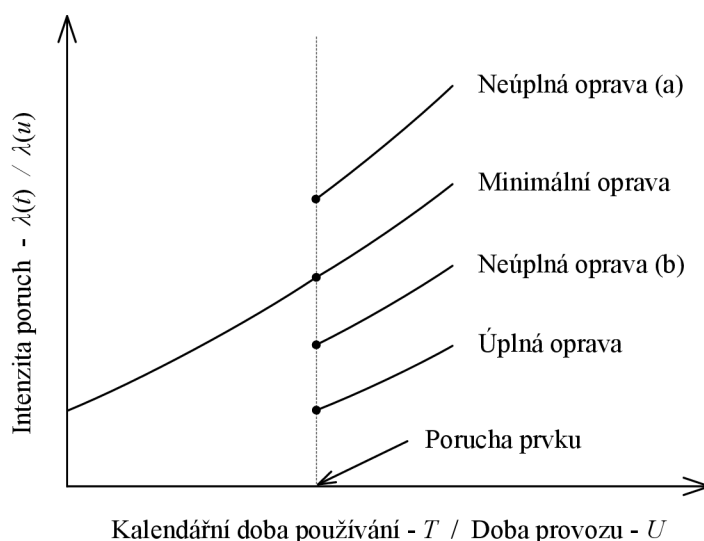 Neúplná oprava (a)
Minimální oprava
Neúplná oprava (b)
Úplná oprava
Porucha prvku
Intenzita poruch - λ(t) / λ(u)
Kalendářní doba používání - T / Doba provozu - U